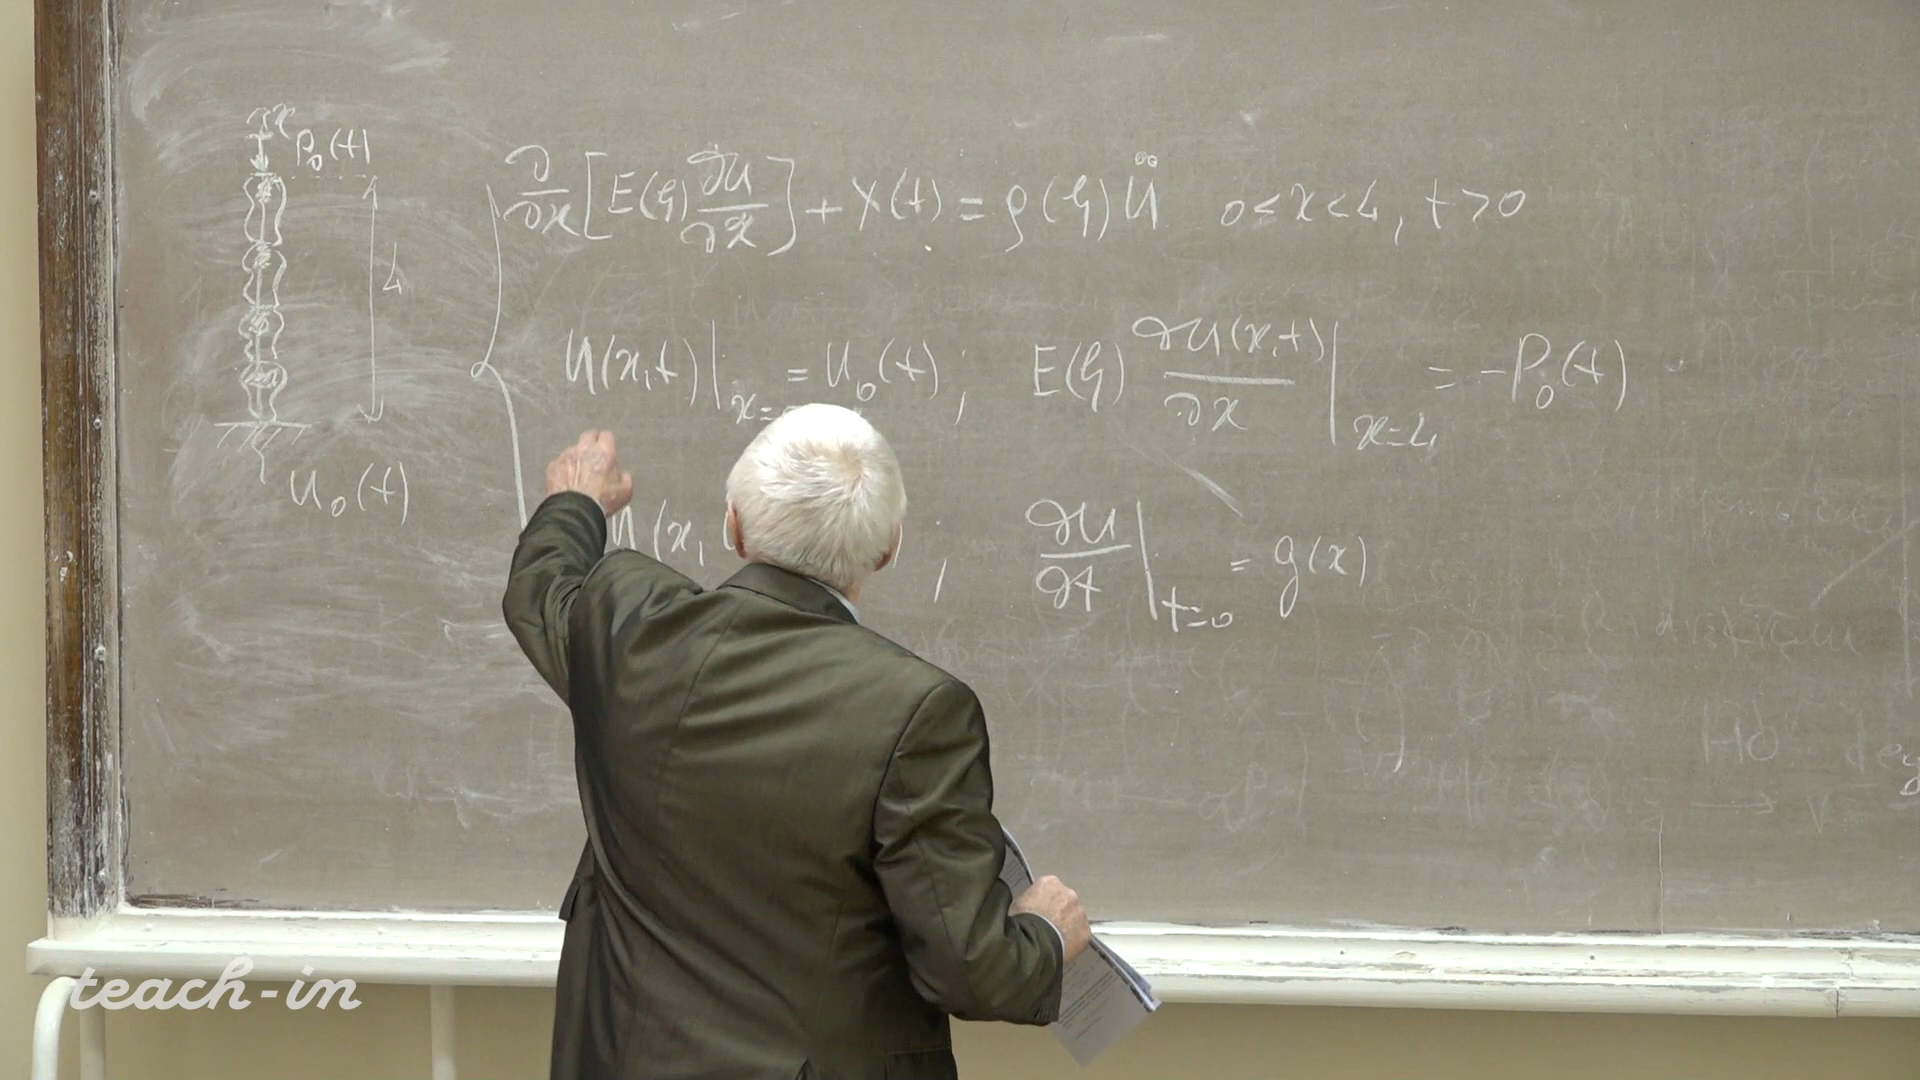 x
P₀(t)
L
u₀(t)
∂/∂x [E(ξ) ∂u/∂x] + X(t) = ρ(ξ) ü 0 ≤ x < L, t > 0
u(x,t)|x= = u₀(t); E(ξ) ∂u(x,t)/∂x |x=L = -P₀(t)
u(x, , ∂u/∂t |t=0 = g(x)
teach-in